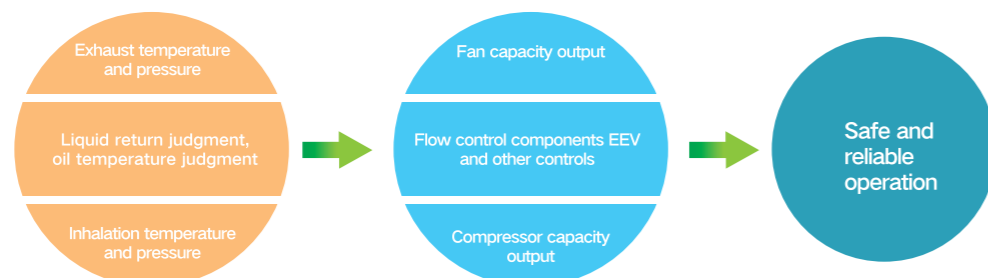 Exhaust temperature
and pressure
Liquid return judgment,
oil temperature judgment
Inhalation temperature
and pressure
Fan capacity output
Flow control components EEV
and other controls
Compressor capacity
output
Safe and
reliable
operation